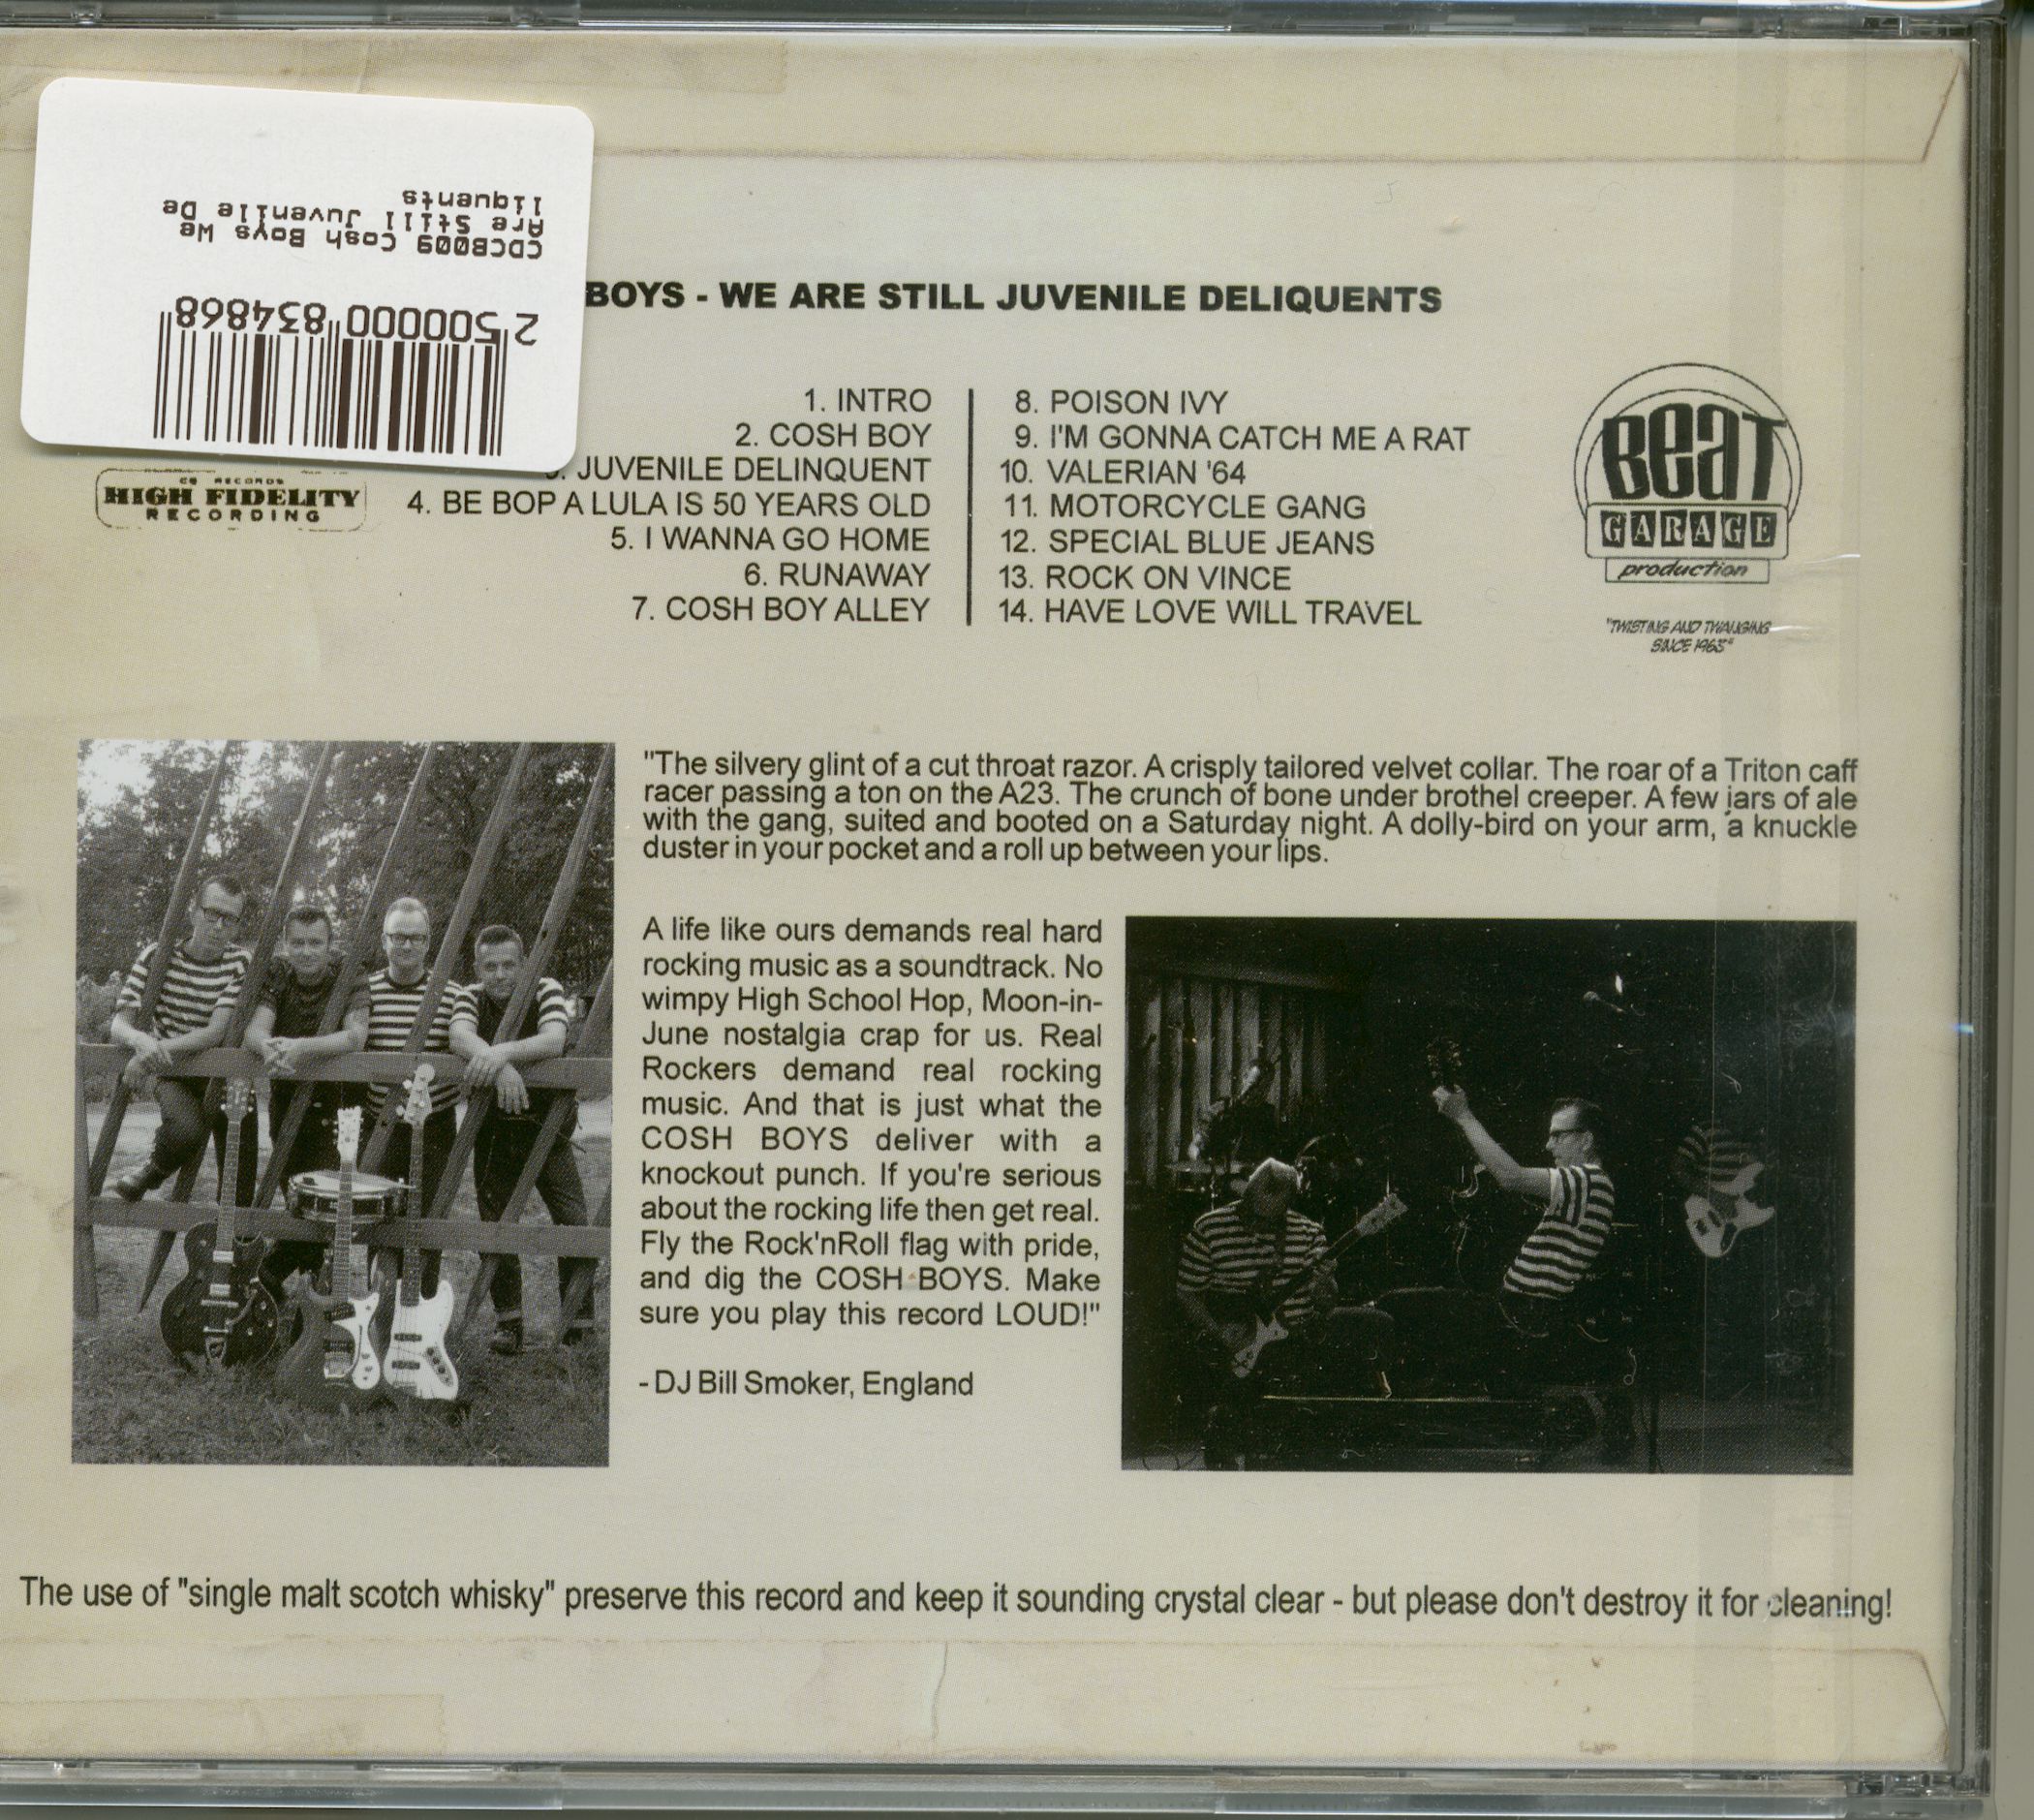 CDCB009 Cosh Boys We
Are Still Juvenile De
liquents
2 500000 834868
BOYS - WE ARE STILL JUVENILE DELIQUENTS
1. INTRO
2. COSH BOY
JUVENILE DELINQUENT
4. BE BOP A LULA IS 50 YEARS OLD
5. I WANNA GO HOME
6. RUNAWAY
7. COSH BOY ALLEY
8. POISON IVY
9. I'M GONNA CATCH ME A RAT
10. VALERIAN '64
11. MOTORCYCLE GANG
12. SPECIAL BLUE JEANS
13. ROCK ON VINCE
14. HAVE LOVE WILL TRAVEL
CB RECORDS
HIGH FIDELITY
RECORDING
BEAT
GARAGE
production
"TWISTING AND TWANGING
SINCE 1963"
"The silvery glint of a cut throat razor. A crisply tailored velvet collar. The roar of a Triton caff
racer passing a ton on the A23. The crunch of bone under brothel creeper. A few jars of ale
with the gang, suited and booted on a Saturday night. A dolly-bird on your arm, a knuckle
duster in your pocket and a roll up between your lips.
A life like ours demands real hard
rocking music as a soundtrack. No
wimpy High School Hop, Moon-in-
June nostalgia crap for us. Real
Rockers demand real rocking
music. And that is just what the
COSH BOYS deliver with a
knockout punch. If you're serious
about the rocking life then get real.
Fly the Rock'nRoll flag with pride,
and dig the COSH BOYS. Make
sure you play this record LOUD!"
- DJ Bill Smoker, England
The use of "single malt scotch whisky" preserve this record and keep it sounding crystal clear - but please don't destroy it for cleaning!